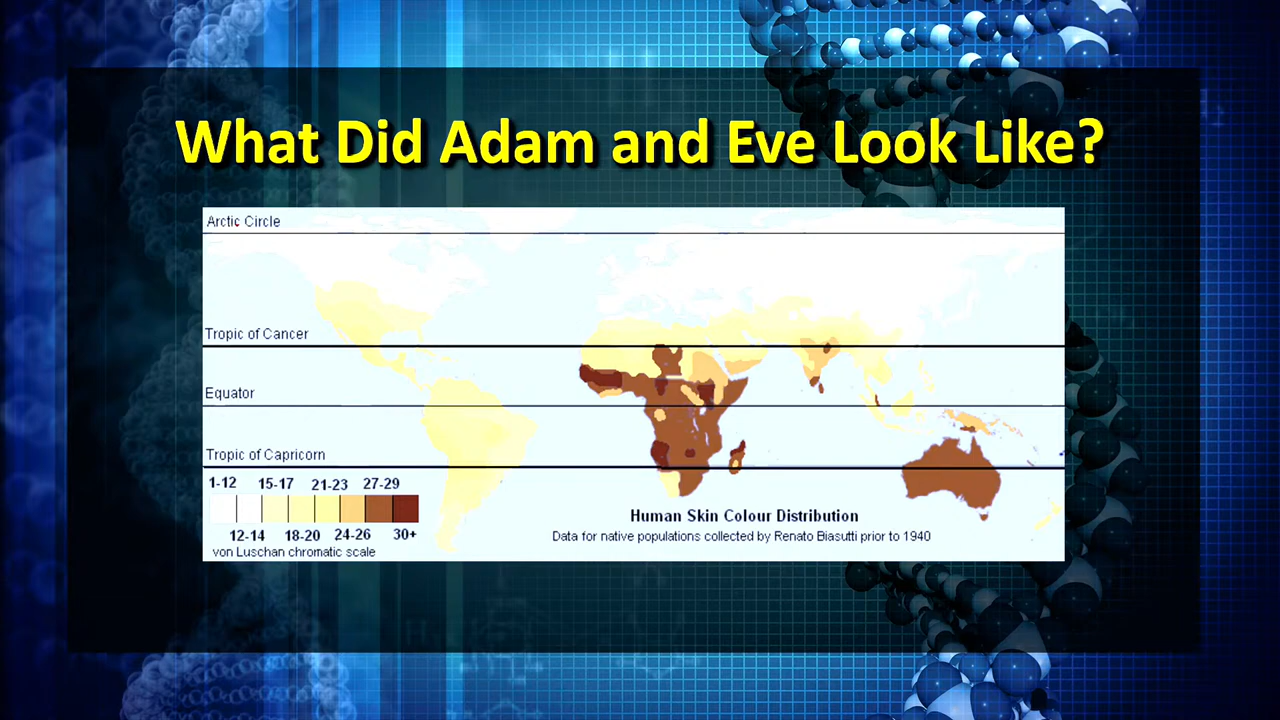 What Did Adam and Eve Look Like?
Arctic Circle
Tropic of Cancer
Equator
Tropic of Capricorn
1-12 15-17 21-23 27-29
12-14 18-20 24-26 30+
von Luschan chromatic scale
Human Skin Colour Distribution
Data for native populations collected by Renato Biasutti prior to 1940